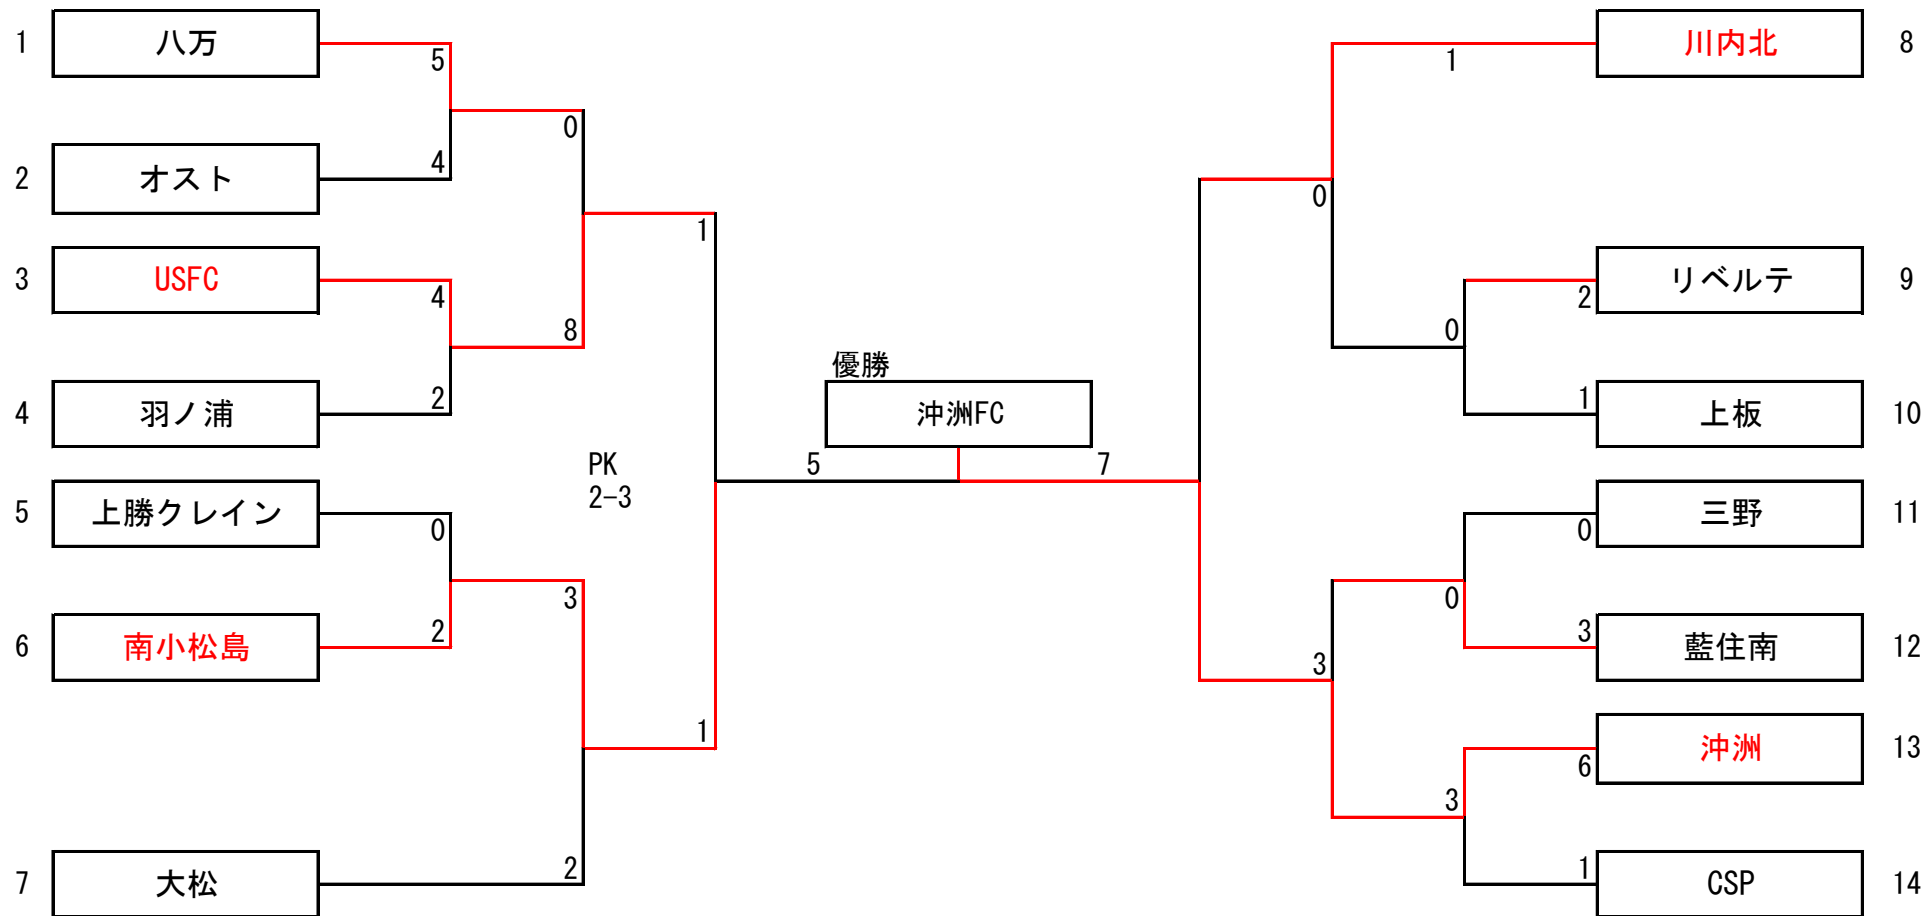 1 八万 5 1 川内北 8
0
2 オスト 4 0
1
3 USFC 4 リベルテ 9
2
8 0
優勝
4 羽ノ浦 2 沖洲FC 1 上板 10
PK 5 7
2-3
5 上勝クレイン 0 0 三野 11
3 0
6 南小松島 2 3 藍住南 12
3
1 沖洲 13
6
3
7 大松 2 1 CSP 14